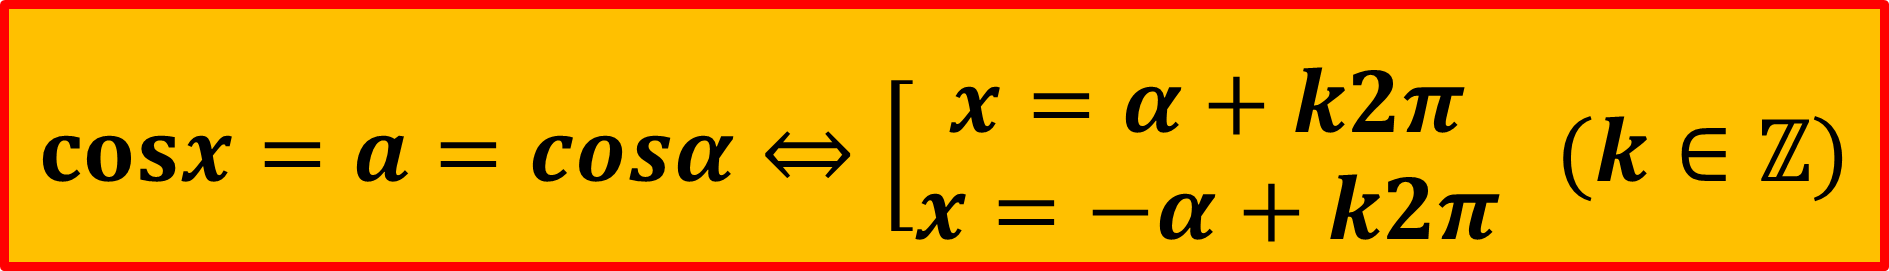 cosx = a = cosα ⇔ [ x = α + k2π
x = −α + k2π (k ∈ ℤ)